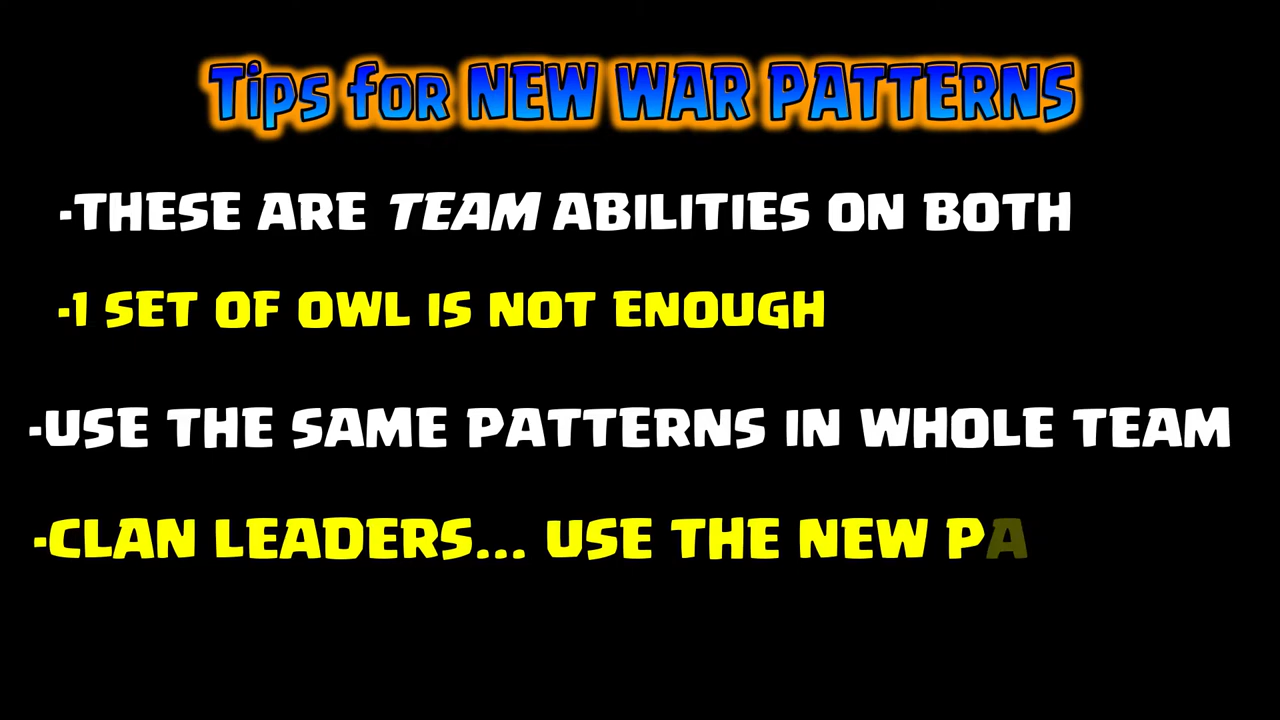 Tips for NEW WAR PATTERNS
-THESE ARE TEAM ABILITIES ON BOTH
-1 SET OF OWL IS NOT ENOUGH
-USE THE SAME PATTERNS IN WHOLE TEAM
-CLAN LEADERS... USE THE NEW PA